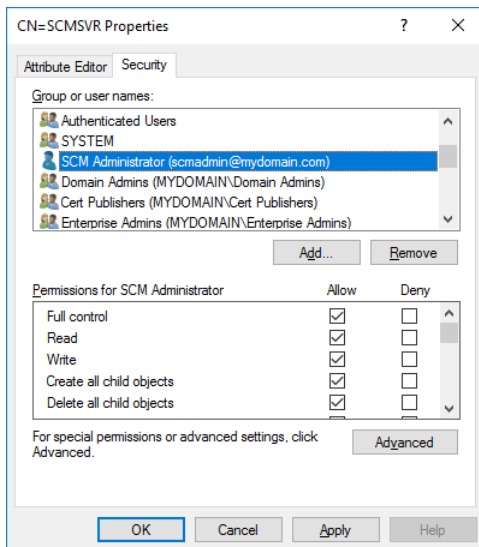 CN=SCMSVR Properties
?
Attribute Editor Security
Group or user names:
Authenticated Users
SYSTEM
SCM Administrator (scmadmin@mydomain.com)
Domain Admins (MYDOMAIN\Domain Admins)
Cert Publishers (MYDOMAIN\Cert Publishers)
Enterprise Admins (MYDOMAIN\Enterprise Admins)
Add... Remove
Permissions for SCM Administrator Allow Deny
Full control
Read
Write
Create all child objects
Delete all child objects
For special permissions or advanced settings, click
Advanced.
Advanced
OK Cancel Apply Help